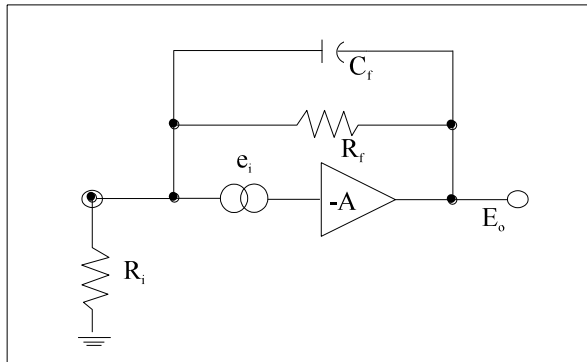 C_f
R_f
e_i
-A
E_o
R_i